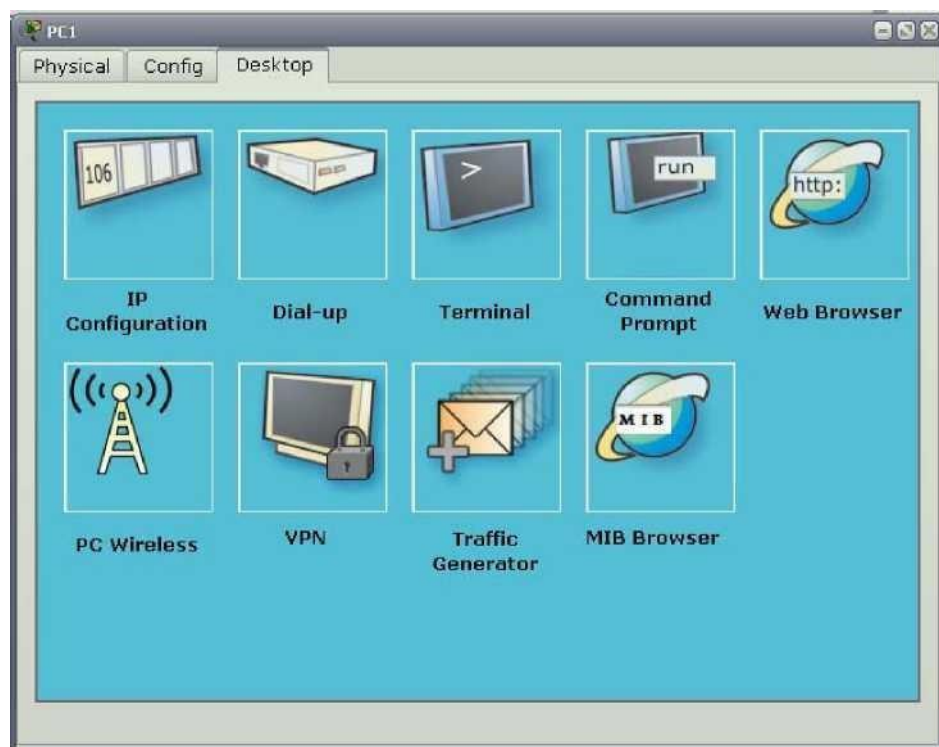 PC1
Physical
Config
Desktop
106
>
run
http:
IP
Configuration
Dial-up
Terminal
Command
Prompt
Web Browser
MIB
PC Wireless
VPN
Traffic
Generator
MIB Browser